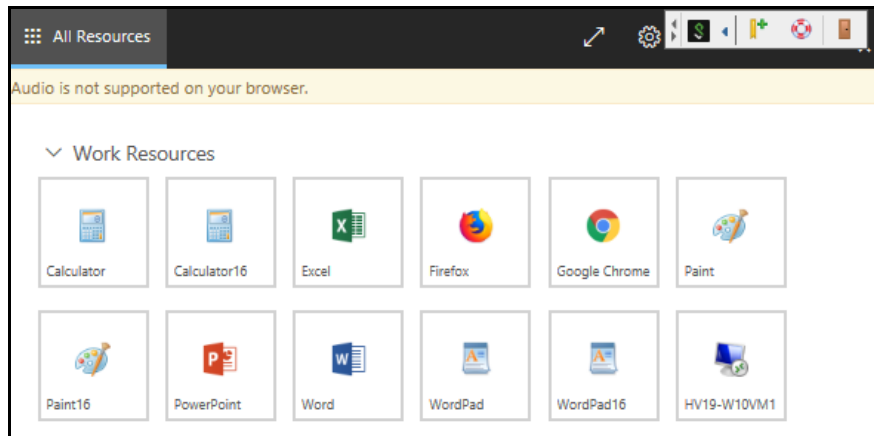 All Resources
Audio is not supported on your browser.
Work Resources
Calculator
Calculator16
Excel
Firefox
Google Chrome
Paint
Paint16
PowerPoint
Word
WordPad
WordPad16
HV19-W10VM1